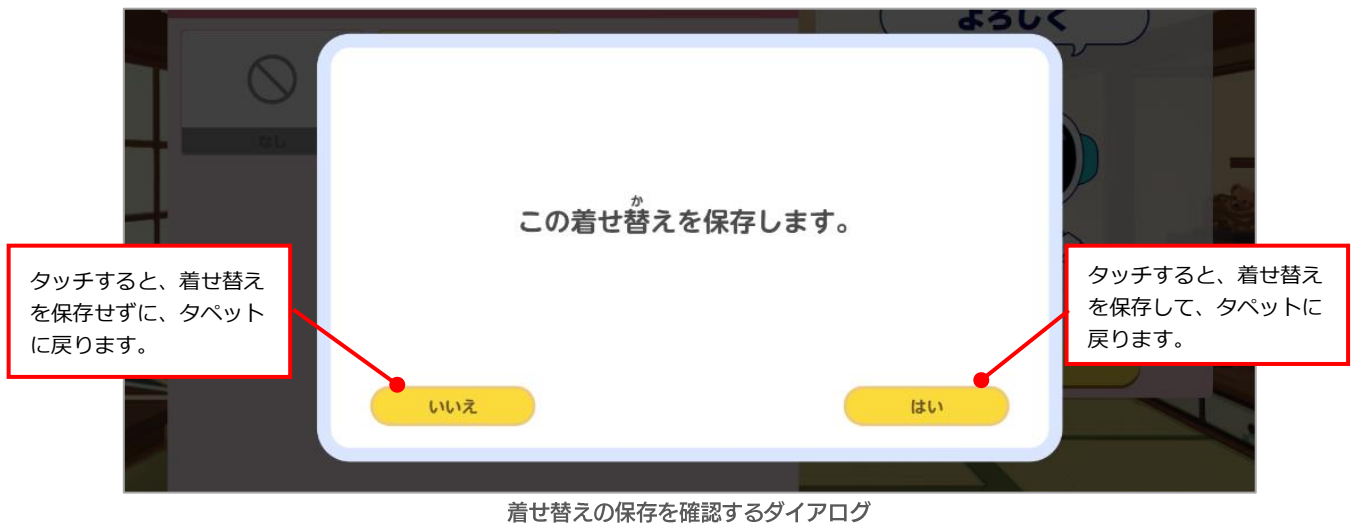 よろしく
なし
か
この着せ替えを保存します。
タッチすると、着せ替え
を保存せずに、タペット
に戻ります。
タッチすると、着せ替え
を保存して、タペットに
戻ります。
いいえ
はい
着せ替えの保存を確認するダイアログ